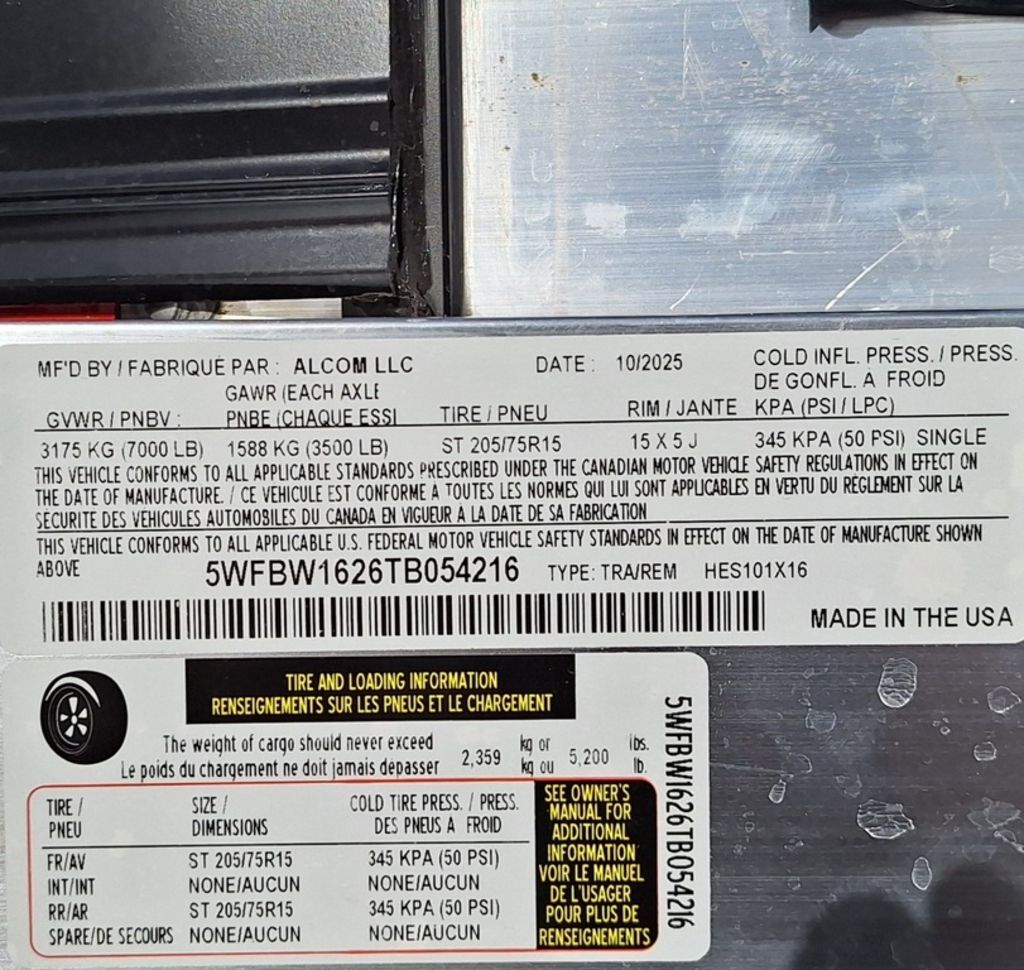 MF'D BY / FABRIQUÉ PAR : ALCOM LLC DATE : 10/2025 COLD INFL. PRESS. / PRESS.
GAWR (EACH AXLE DE GONFL. À FROID
GVWR / PNBV : PNBE (CHAQUE ESSI TIRE / PNEU RIM / JANTE KPA (PSI / LPC)
3175 KG (7000 LB) 1588 KG (3500 LB) ST 205/75R15 15 X 5 J 345 KPA (50 PSI) SINGLE
THIS VEHICLE CONFORMS TO ALL APPLICABLE STANDARDS PRESCRIBED UNDER THE CANADIAN MOTOR VEHICLE SAFETY REGULATIONS IN EFFECT ON
THE DATE OF MANUFACTURE. / CE VEHICULE EST CONFORME À TOUTES LES NORMES QUI LUI SONT APPLICABLES EN VERTU DU RÈGLEMENT SUR LA
SÉCURITÉ DES VÉHICULES AUTOMOBILES DU CANADA EN VIGUEUR À LA DATE DE SA FABRICATION
THIS VEHICLE CONFORMS TO ALL APPLICABLE U.S. FEDERAL MOTOR VEHICLE SAFETY STANDARDS IN EFFECT ON THE DATE OF MANUFACTURE SHOWN
ABOVE 5WFBW1626TB054216 TYPE: TRA/REM HES101X16
MADE IN THE USA
TIRE AND LOADING INFORMATION
RENSEIGNEMENTS SUR LES PNEUS ET LE CHARGEMENT
The weight of cargo should never exceed 2,359 kg or 5,200 lbs.
Le poids du chargement ne doit jamais depasser kg ou lb.
TIRE / SIZE / COLD TIRE PRESS. / PRESS.
PNEU DIMENSIONS DES PNEUS À FROID
FR/AV ST 205/75R15 345 KPA (50 PSI)
INT/INT NONE/AUCUN NONE/AUCUN
RR/AR ST 205/75R15 345 KPA (50 PSI)
SPARE/DE SECOURS NONE/AUCUN NONE/AUCUN
SEE OWNER'S
MANUAL FOR
ADDITIONAL
INFORMATION
VOIR LE MANUEL
DE L'USAGER
POUR PLUS DE
RENSEIGNEMENTS
5WFBW1626TB054216